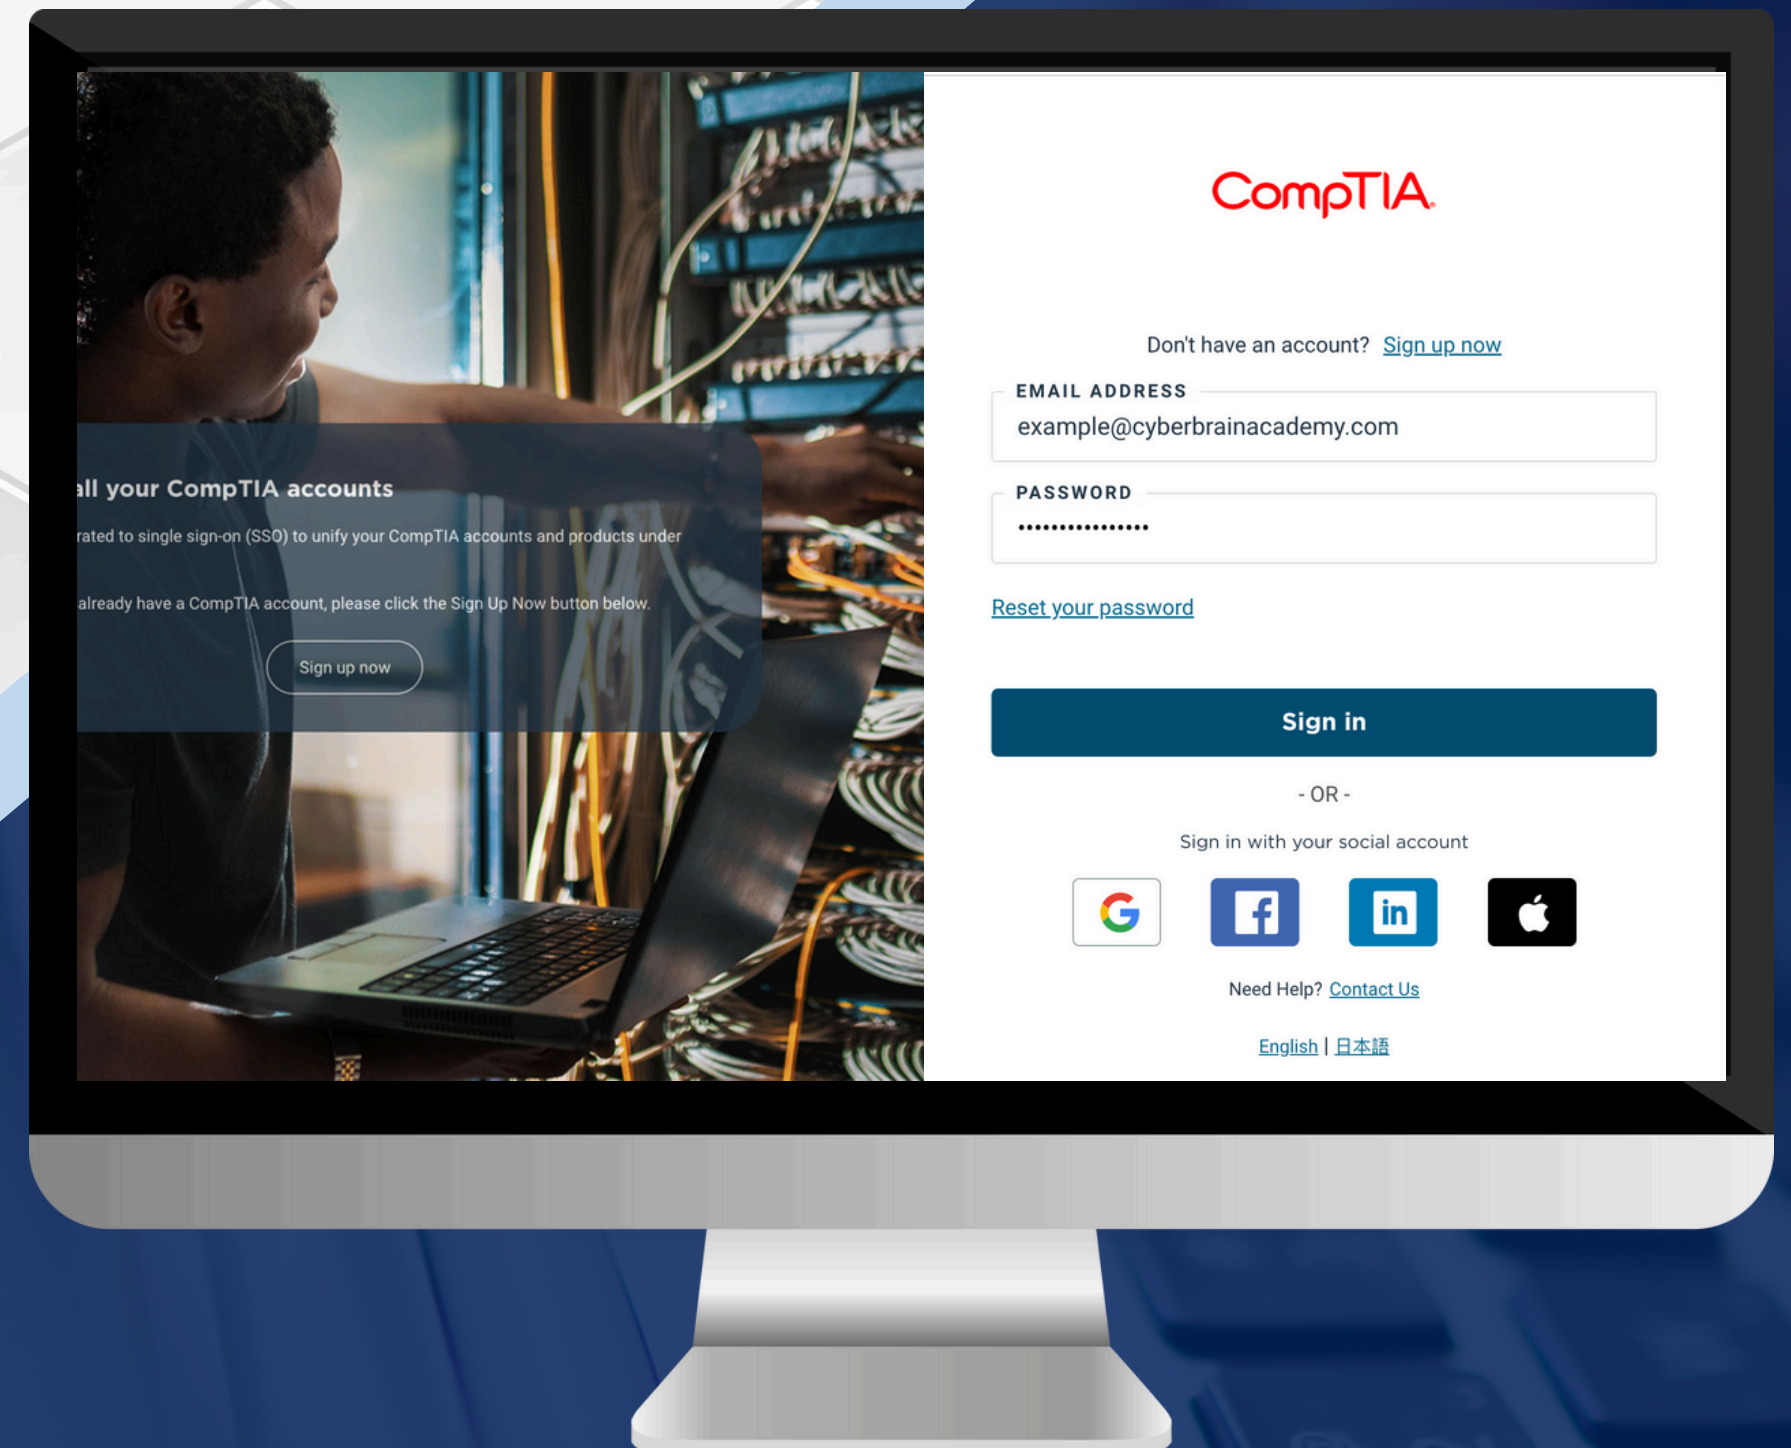 all your CompTIA accounts
rated to single sign-on (SSO) to unify your CompTIA accounts and products under
already have a CompTIA account, please click the Sign Up Now button below.
Sign up now
CompTIA.
Don't have an account? Sign up now
EMAIL ADDRESS
example@cyberbrainacademy.com
PASSWORD
••••••••••••••••
Reset your password
Sign in
- OR -
Sign in with your social account
G
f
in
Need Help? Contact Us
English | 日本語